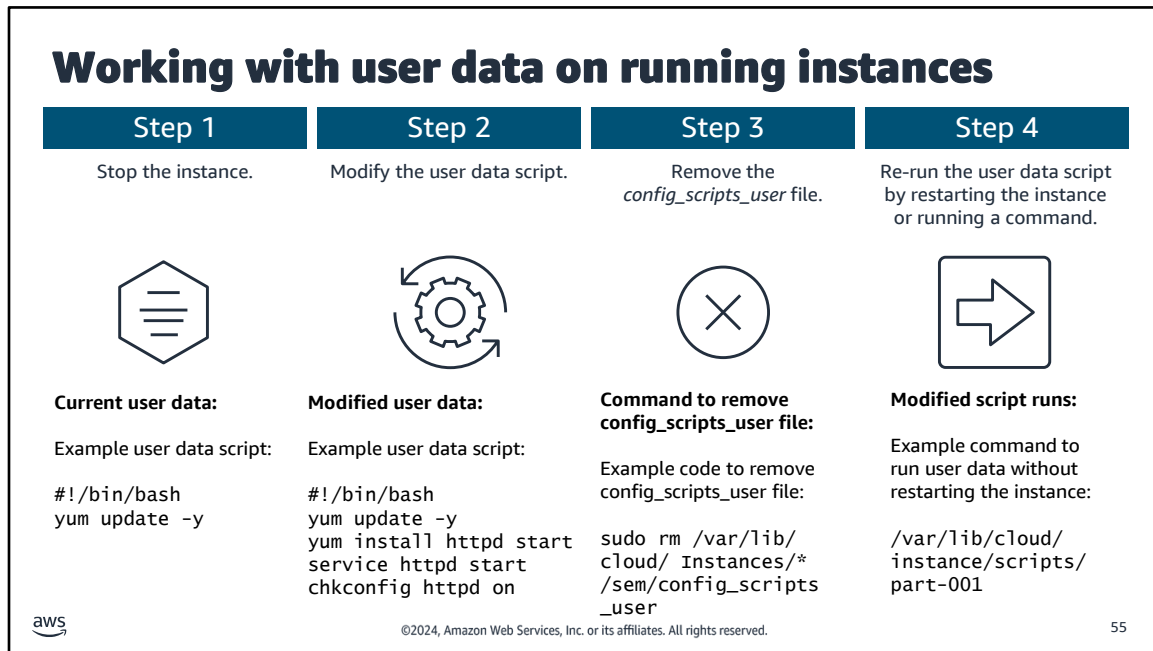 Working with user data on running instances
Step 1
Stop the instance.
Current user data:
Example user data script:
#!/bin/bash
yum update -y
Step 2
Modify the user data script.
Modified user data:
Example user data script:
#!/bin/bash
yum update -y
yum install httpd start
service httpd start
chkconfig httpd on
Step 3
Remove the
config_scripts_user file.
Command to remove
config_scripts_user file:
Example code to remove
config_scripts_user file:
sudo rm /var/lib/
cloud/ Instances/*
/sem/config_scripts
_user
Step 4
Re-run the user data script
by restarting the instance
or running a command.
Modified script runs:
Example command to
run user data without
restarting the instance:
/var/lib/cloud/
instance/scripts/
part-001
aws
©2024, Amazon Web Services, Inc. or its affiliates. All rights reserved.
55